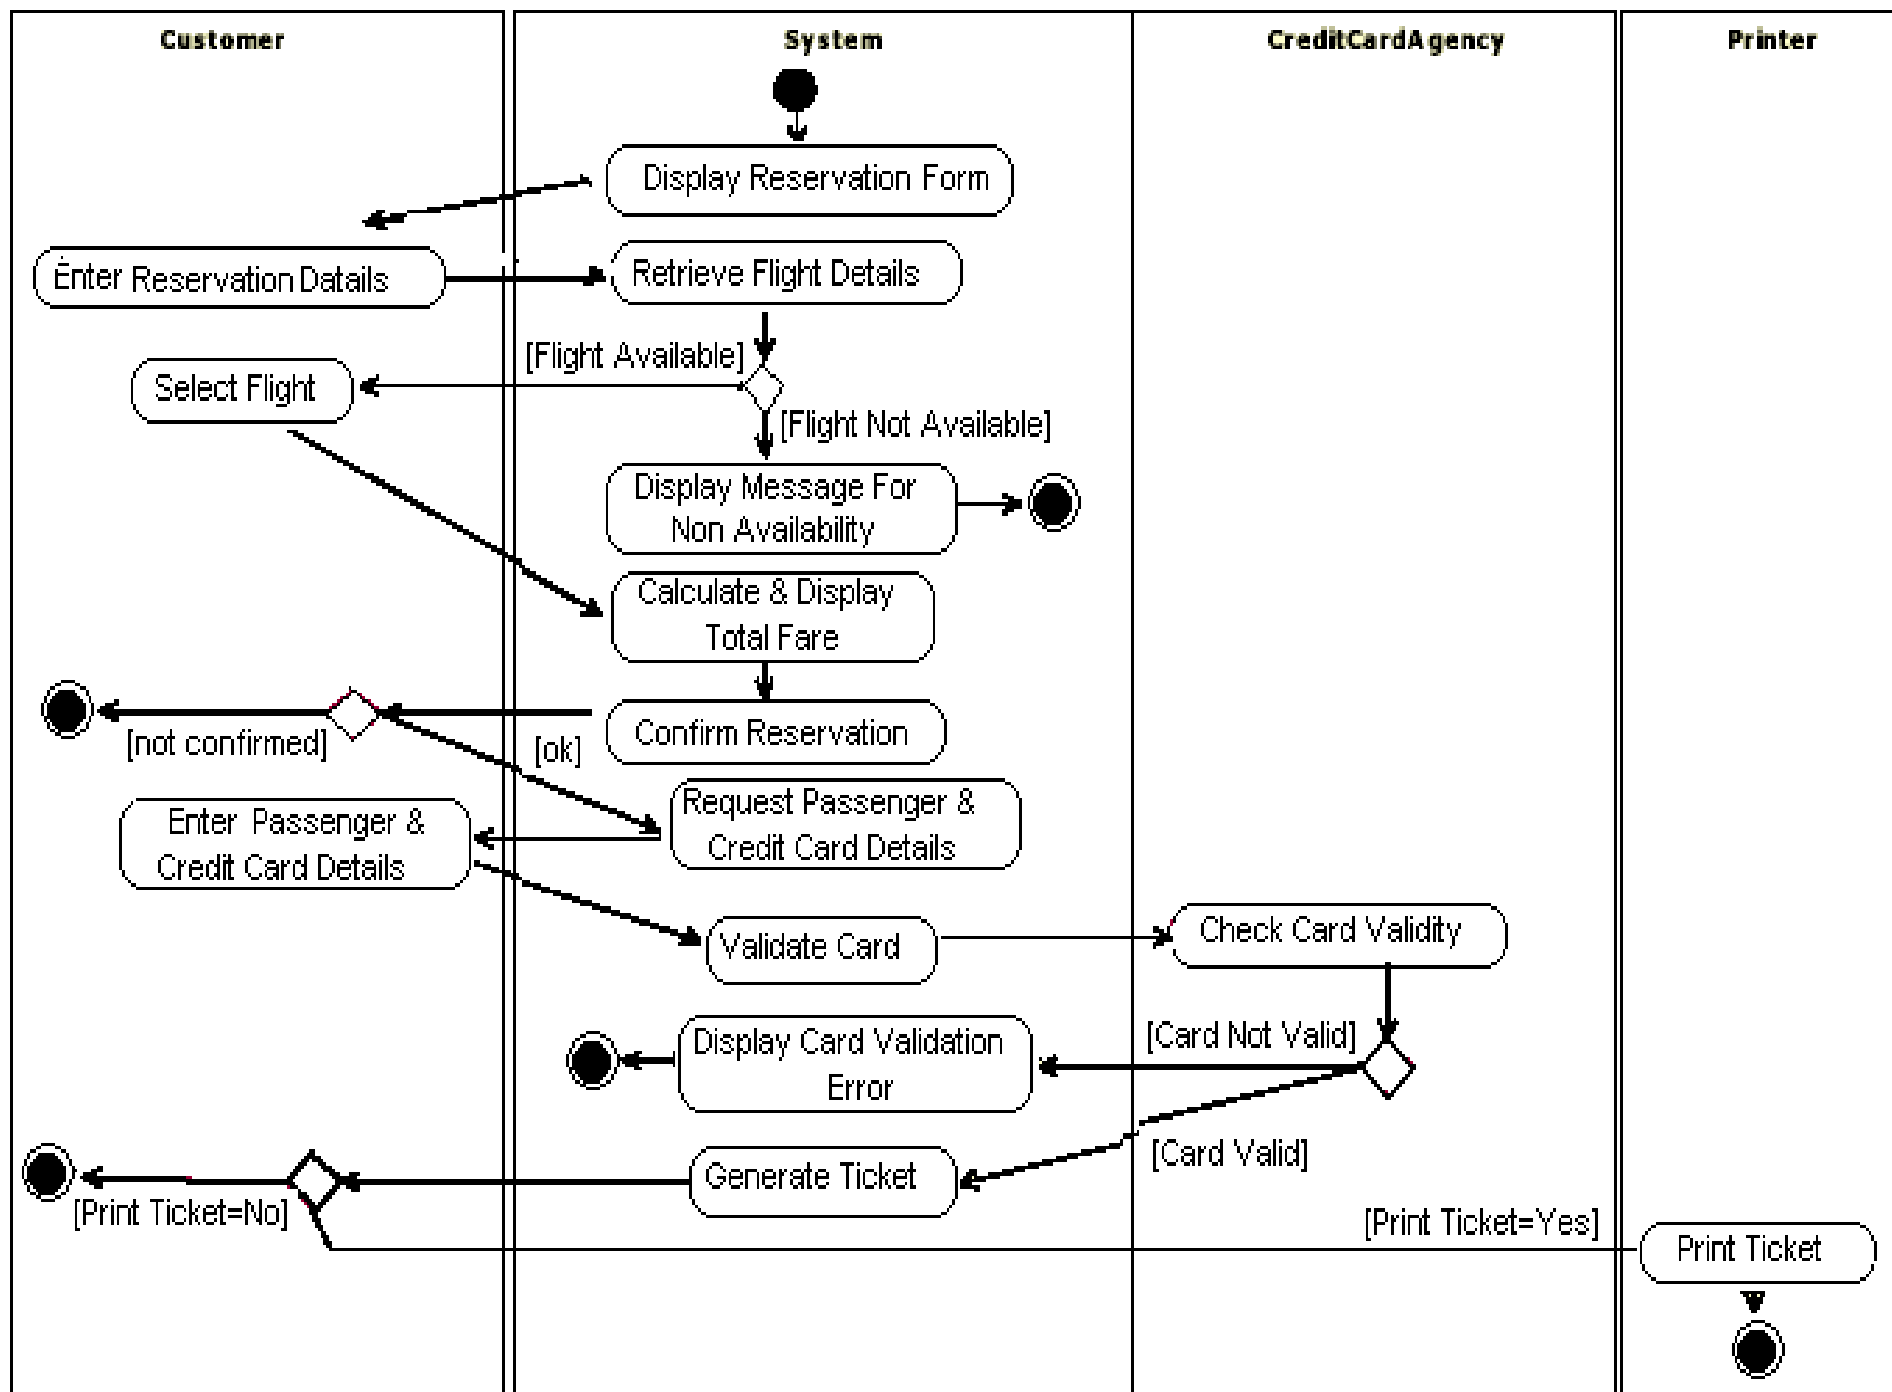 Customer
System
CreditCardAgency
Printer
Display Reservation Form
Enter Reservation Datails
Retrieve Flight Details
[Flight Available]
Select Flight
[Flight Not Available]
Display Message For
Non Availability
Calculate & Display
Total Fare
Confirm Reservation
[not confirmed]
[ok]
Request Passenger &
Credit Card Details
Enter Passenger &
Credit Card Details
Validate Card
Check Card Validity
[Card Not Valid]
Display Card Validation
Error
[Card Valid]
Generate Ticket
[Print Ticket=No]
[Print Ticket=Yes]
Print Ticket